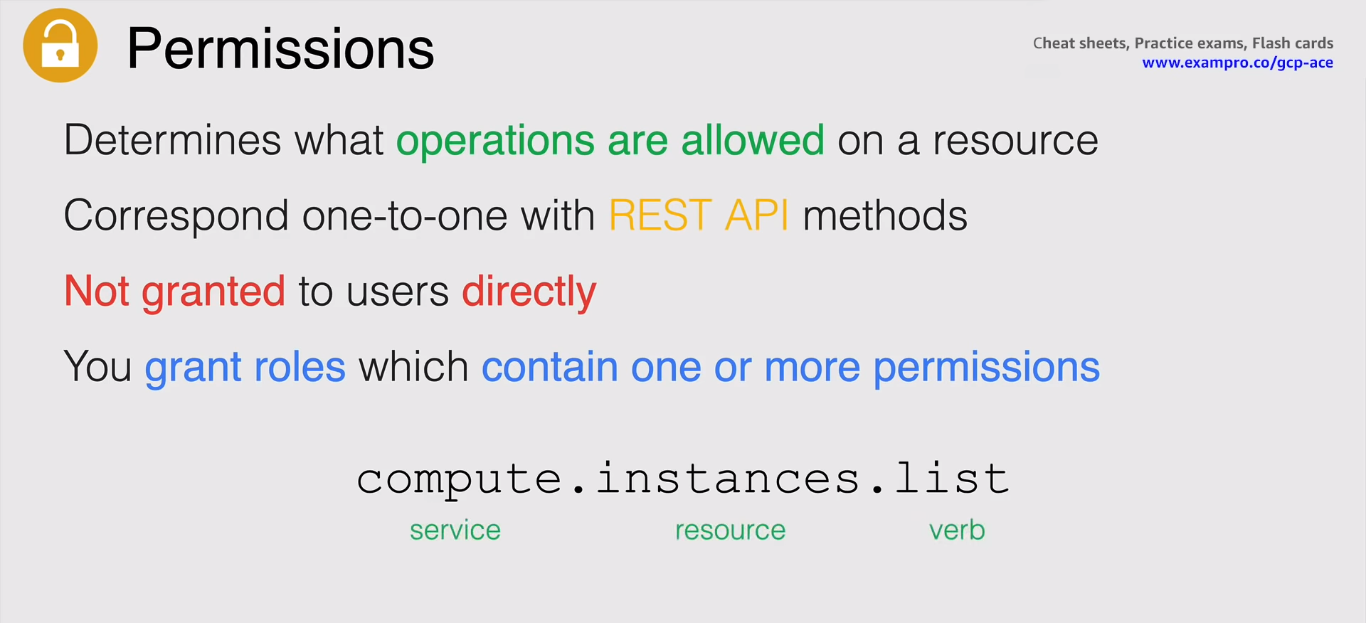 Permissions
Cheat sheets, Practice exams, Flash cards
www.exampro.co/gcp-ace
Determines what operations are allowed on a resource
Correspond one-to-one with REST API methods
Not granted to users directly
You grant roles which contain one or more permissions
compute.instances.list
service resource verb